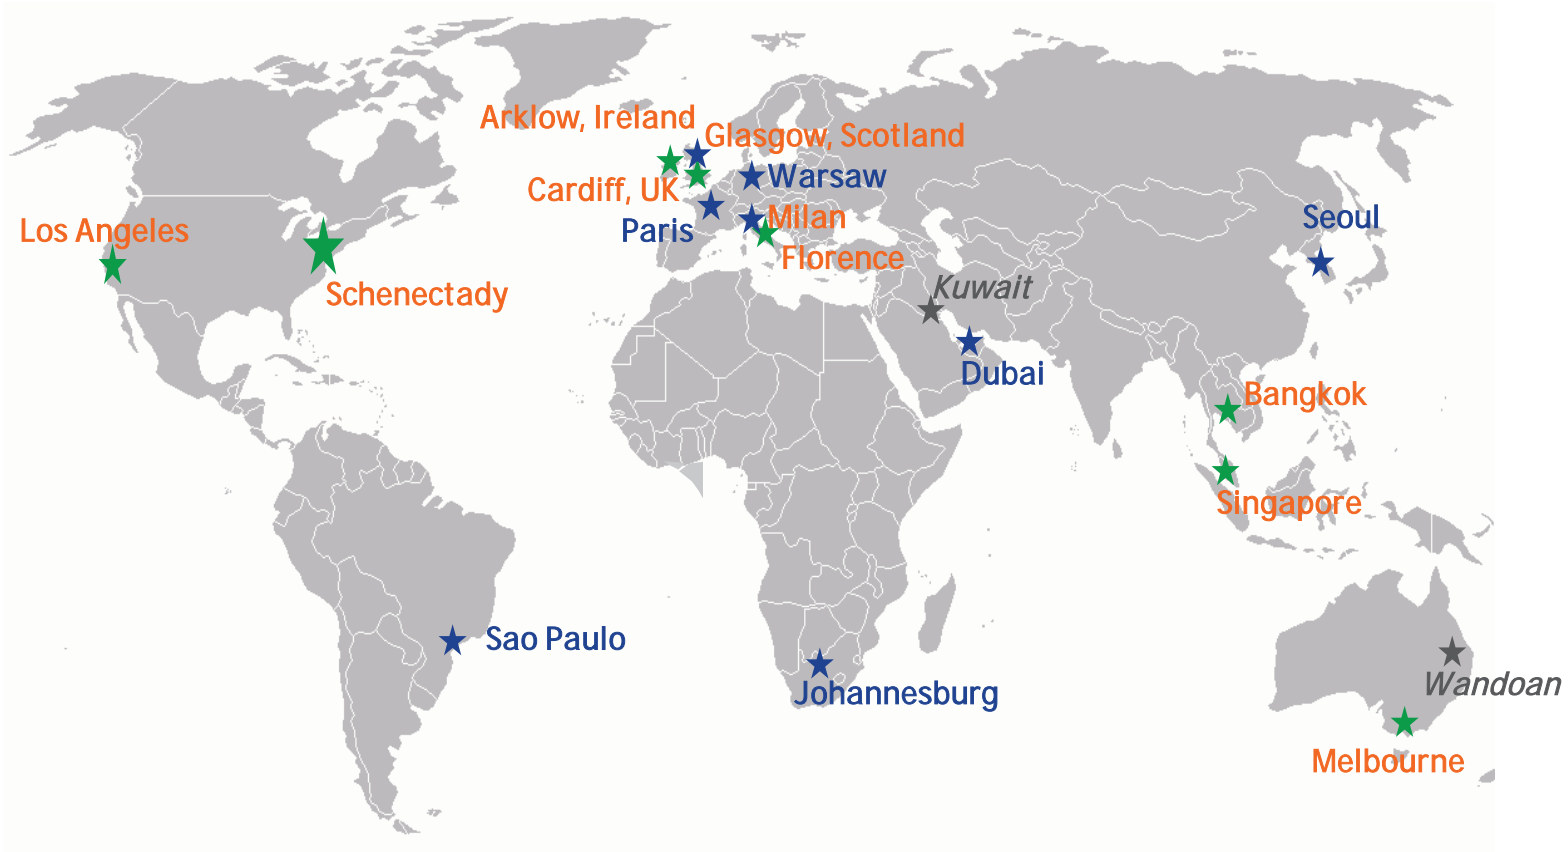 Arklow, Ireland
Glasgow, Scotland
Cardiff, UK
Warsaw
Los Angeles
Paris
Milan
Seoul
Florence
Schenectady
Kuwait
Dubai
Bangkok
Singapore
Sao Paulo
Johannesburg
Wandoan
Melbourne